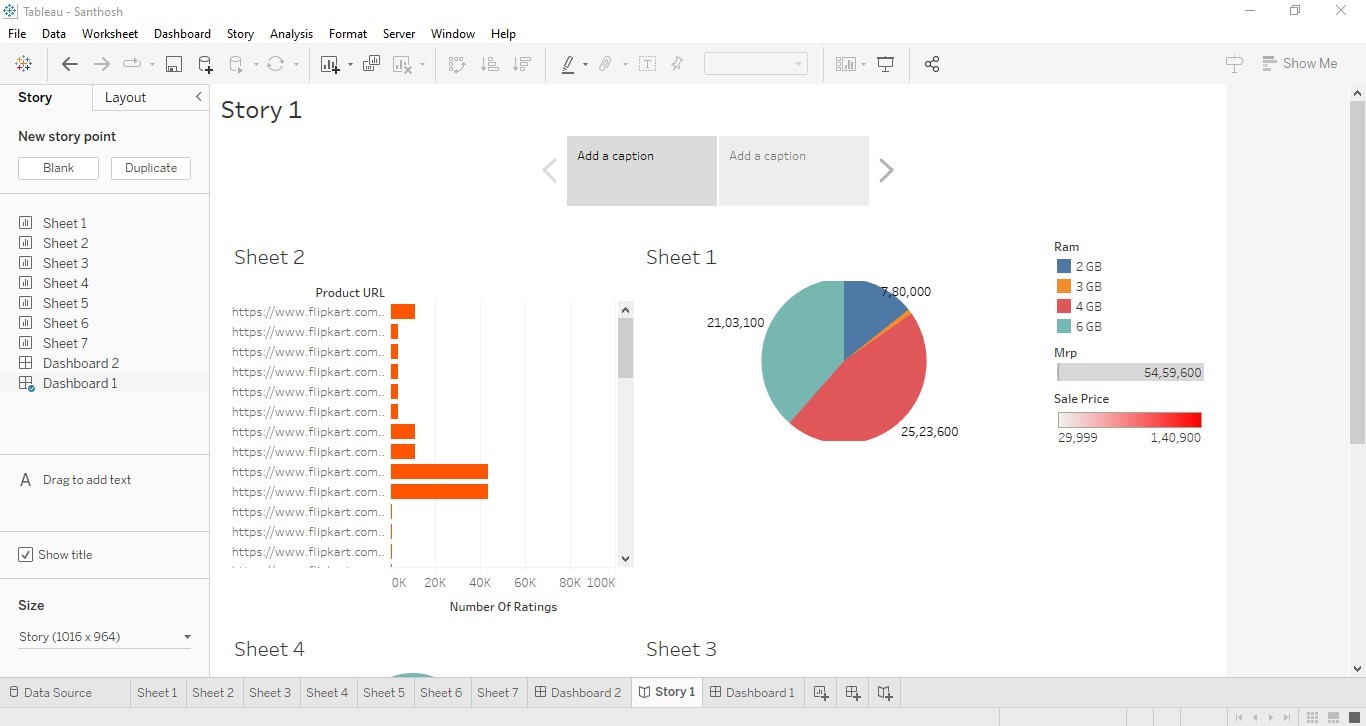 Tableau - Santhosh
File Data Worksheet Dashboard Story Analysis Format Server Window Help
Show Me
Story Layout
New story point
Blank Duplicate
Sheet 1
Sheet 2
Sheet 3
Sheet 4
Sheet 5
Sheet 6
Sheet 7
Dashboard 2
Dashboard 1
A Drag to add text
Show title
Size
Story (1016 x 964)
Story 1
Add a caption Add a caption
Sheet 2
Product URL
https://www.flipkart.com..
https://www.flipkart.com..
https://www.flipkart.com..
https://www.flipkart.com..
https://www.flipkart.com..
https://www.flipkart.com..
https://www.flipkart.com..
https://www.flipkart.com..
https://www.flipkart.com..
https://www.flipkart.com..
https://www.flipkart.com..
https://www.flipkart.com..
https://www.flipkart.com..
0K 20K 40K 60K 80K 100K
Number Of Ratings
Sheet 1
7,80,000
21,03,100
25,23,600
Ram
2 GB
3 GB
4 GB
6 GB
Mrp
54,59,600
Sale Price
29,999 1,40,900
Sheet 4
Sheet 3
Data Source Sheet 1 Sheet 2 Sheet 3 Sheet 4 Sheet 5 Sheet 6 Sheet 7 Dashboard 2 Story 1 Dashboard 1